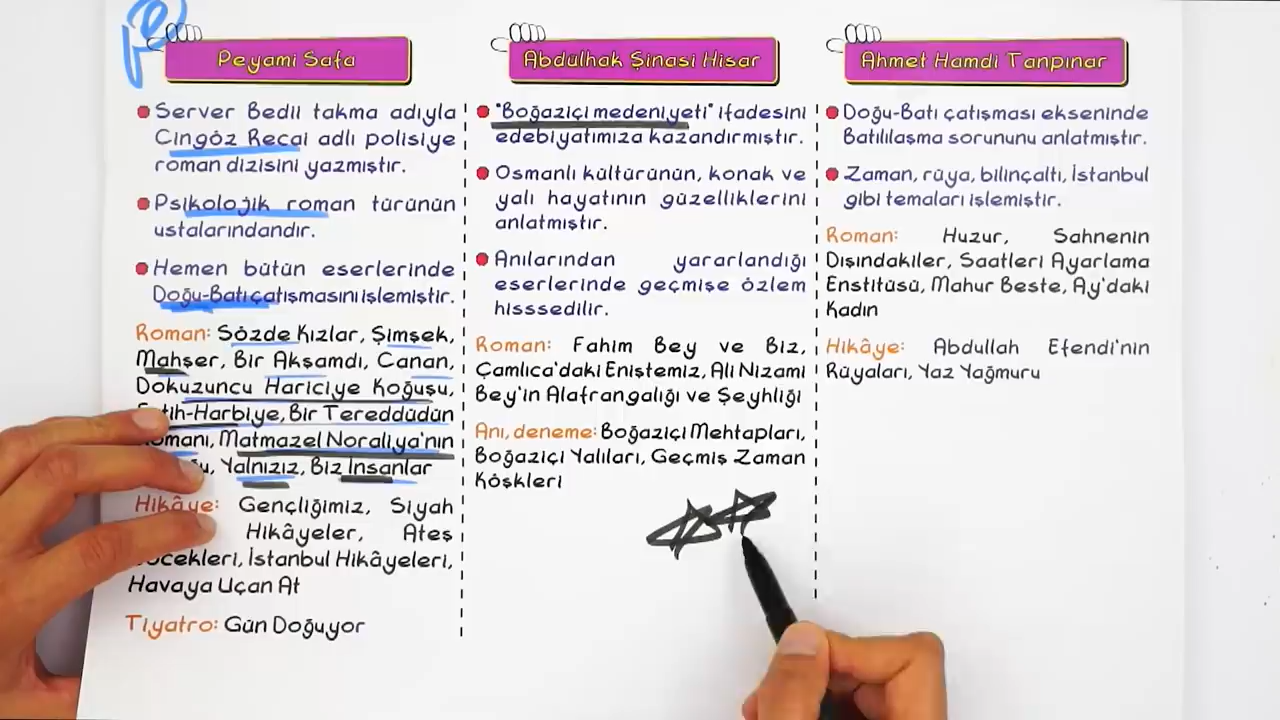 Peyami Safa
Server Bedii takma adıyla
Cingöz Recai adlı polisiye
roman dizisini yazmıştır.
Psikolojik roman türünün
ustalarındandır.
Hemen bütün eserlerinde
Doğu-Batı çatışmasını işlemiştir.
Roman: Sözde Kızlar, Şimşek,
Mahşer, Bir Akşamdı, Canan,
Dokuzuncu Hariciye Koğuşu,
Harbiye, Bir Tereddüdün
Matmazel Noraliya'nın
Yalnızız, Biz İnsanlar
Hikâye: Gençliğimiz, Siyah
Hikâyeler, Ateş
İstanbul Hikâyeleri,
Havaya Uçan At
Tiyatro: Gün Doğuyor
Abdülhak Şinasi Hisar
"Boğaziçi medeniyeti" ifadesini
edebiyatımıza kazandırmıştır.
Osmanlı kültürünün, konak ve
yalı hayatının güzelliklerini
anlatmıştır.
Anılarından yararlandığı
eserlerinde geçmişe özlem
hisssedilir.
Roman: Fahim Bey ve Biz,
Çamlıca'daki Eniştemiz, Ali Nizami
Bey'in Alafrangalığı ve Şeyhliği
Anı, deneme: Boğaziçi Mehtapları,
Boğaziçi Yalıları, Geçmiş Zaman
Köşkleri
Ahmet Hamdi Tanpınar
Doğu-Batı çatışması ekseninde
Batılılaşma sorununu anlatmıştır.
Zaman, rüya, bilinçaltı, İstanbul
gibi temaları işlemiştir.
Roman: Huzur, Sahnenin
Dışındakiler, Saatleri Ayarlama
Enstitüsü, Mahur Beste, Ay'daki
Kadın
Hikâye: Abdullah Efendi'nin
Rüyaları, Yaz Yağmuru